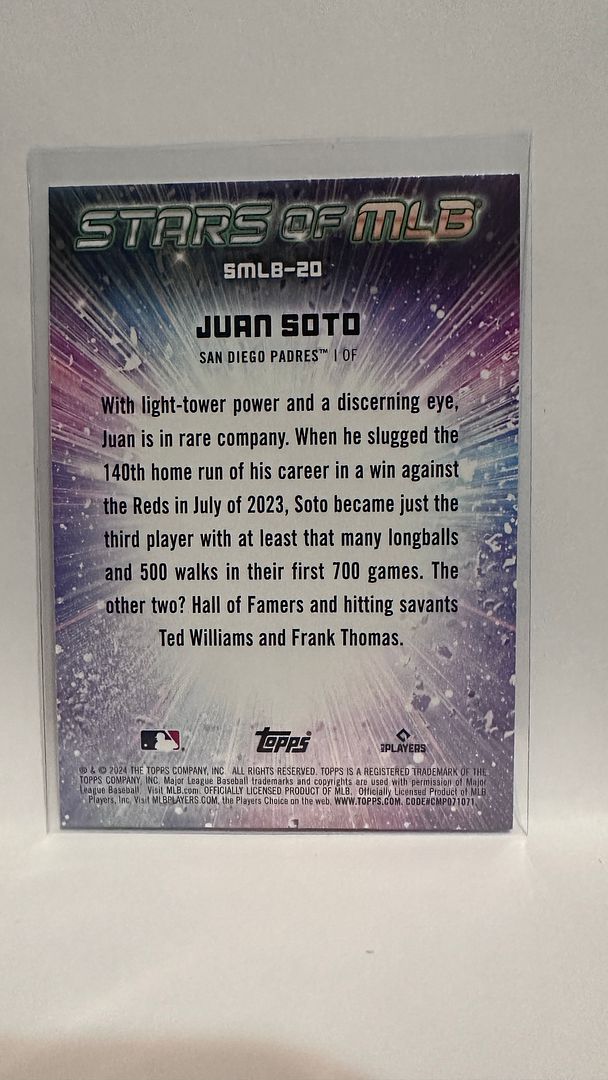 STARS OF MLB®
SMLB-20
JUAN SOTO
SAN DIEGO PADRES™ | OF
With light-tower power and a discerning eye,
Juan is in rare company. When he slugged the
140th home run of his career in a win against
the Reds in July of 2023, Soto became just the
third player with at least that many longballs
and 500 walks in their first 700 games. The
other two? Hall of Famers and hitting savants
Ted Williams and Frank Thomas.
topps® MLB PLAYERS
® & © 2024 THE TOPPS COMPANY, INC. ALL RIGHTS RESERVED. TOPPS IS A REGISTERED TRADEMARK OF THE
TOPPS COMPANY, INC. Major League Baseball trademarks and copyrights are used with permission of Major
League Baseball. Visit MLB.com. OFFICIALLY LICENSED PRODUCT OF MLB. Officially Licensed Product of MLB
Players, Inc. Visit MLBPLAYERS.COM, the Players Choice on the web. WWW.TOPPS.COM. CODE#CMP071071